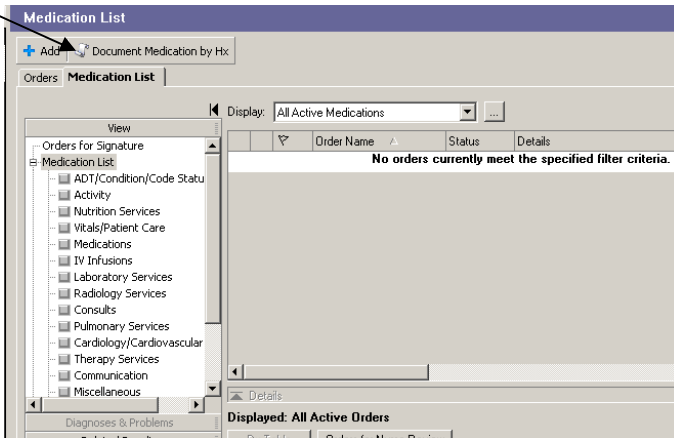 Medication List
Add Document Medication by Hx
Orders Medication List
Display: All Active Medications ...
View
Orders for Signature
Medication List
ADT/Condition/Code Statu
Activity
Nutrition Services
Vitals/Patient Care
Medications
IV Infusions
Laboratory Services
Radiology Services
Consults
Pulmonary Services
Cardiology/Cardiovascular
Therapy Services
Communication
Miscellaneous
Diagnoses & Problems
Order Name Status Details
No orders currently meet the specified filter criteria.
Details
Displayed: All Active Orders